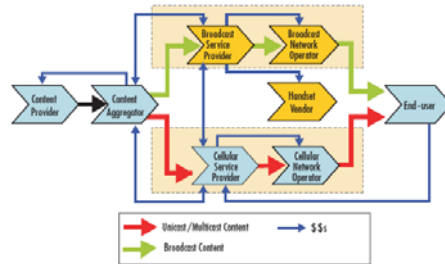 Broadcast
Service
Provider
Broadcast
Network
Operator
Content
Provider
Content
Aggregator
Handset
Vendor
End-user
Cellular
Service
Provider
Cellular
Network
Operator
Unicast/Multicast Content
$$s
Broadcast Content